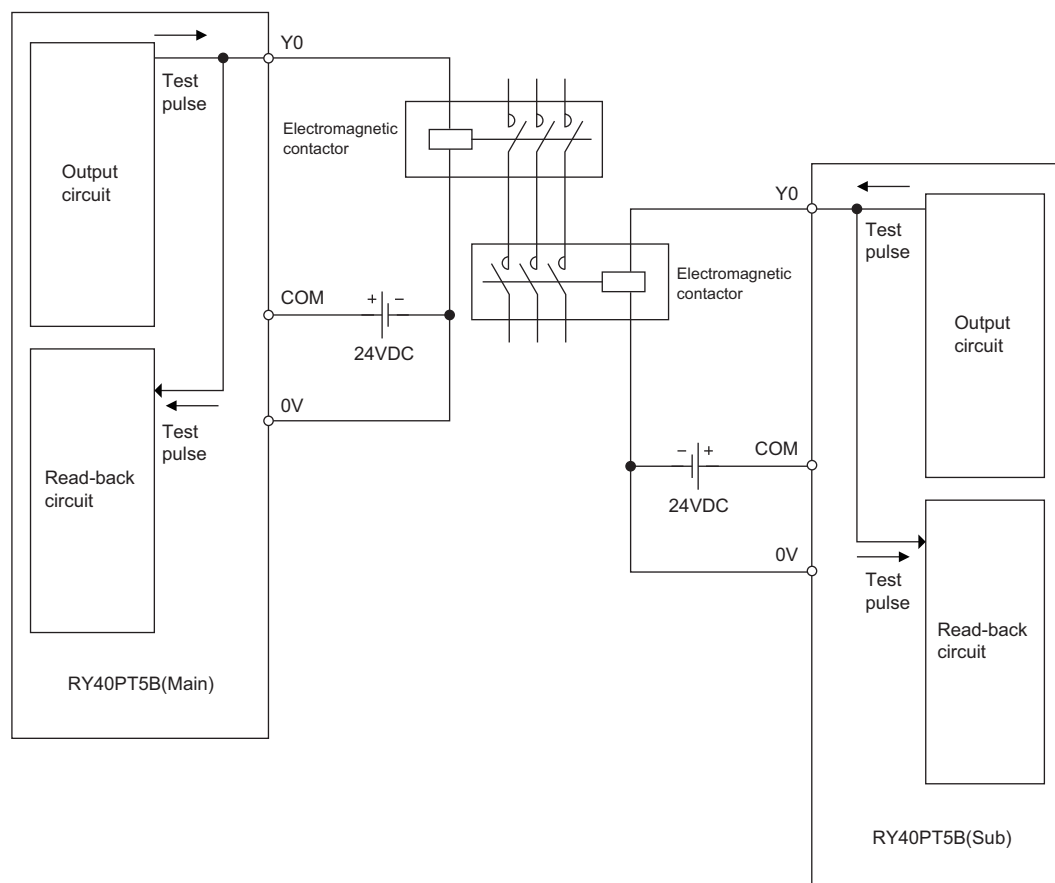 Y0
Test
pulse
Output
circuit
Electromagnetic
contactor
COM
+ −
24VDC
0V
Test
pulse
Read-back
circuit
RY40PT5B(Main)
Y0
Test
pulse
Electromagnetic
contactor
Output
circuit
− +
COM
24VDC
0V
Test
pulse
Read-back
circuit
RY40PT5B(Sub)